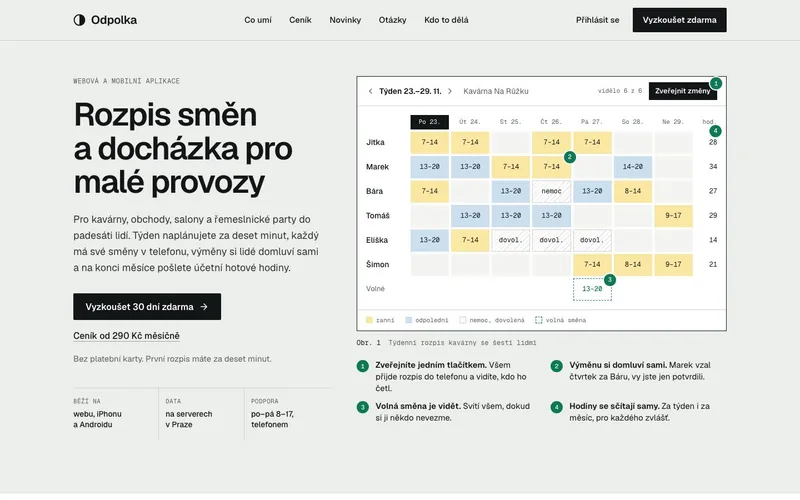 Odpolka
Co umí Ceník Novinky Otázky Kdo to dělá
Přihlásit se Vyzkoušet zdarma
WEBOVÁ A MOBILNÍ APLIKACE
Rozpis směn
a docházka pro
malé provozy
Pro kavárny, obchody, salony a řemeslnické party do
padesáti lidí. Týden naplánujete za deset minut, každý
má své směny v telefonu, výměny si lidé domluví sami
a na konci měsíce pošlete účetní hotové hodiny.
Vyzkoušet 30 dní zdarma →
Ceník od 290 Kč měsíčně
Bez platební karty. První rozpis máte za deset minut.
BĚŽÍ NA
webu, iPhonu
a Androidu
DATA
na serverech
v Praze
PODPORA
po–pá 8–17,
telefonem
Týden 23.–29. 11. Kavárna Na Růžku vidělo 6 z 6 Zveřejnit změny 1
Po 23. Út 24. St 25. Čt 26. Pá 27. So 28. Ne 29. hod.
4
Jitka 7–14 7–14 7–14 7–14 28
2
Marek 13–20 13–20 7–14 7–14 14–20 34
Bára 7–14 13–20 nemoc 13–20 8–14 27
Tomáš 13–20 13–20 13–20 9–17 29
Eliška 13–20 7–14 dovol. dovol. dovol. 14
Šimon 7–14 8–14 9–17 21
3
Volné 13–20
ranní odpolední nemoc, dovolená volná směna
Obr. 1 Týdenní rozpis kavárny se šesti lidmi
1 Zveřejníte jedním tlačítkem. Všem
přijde rozpis do telefonu a vidíte, kdo ho
četl.
2 Výměnu si domluví sami. Marek vzal
čtvrtek za Báru, vy jste jen potvrdili.
3 Volná směna je vidět. Svítí všem, dokud
si ji někdo nevezme.
4 Hodiny se sčítají samy. Za týden i za
měsíc, pro každého zvlášť.